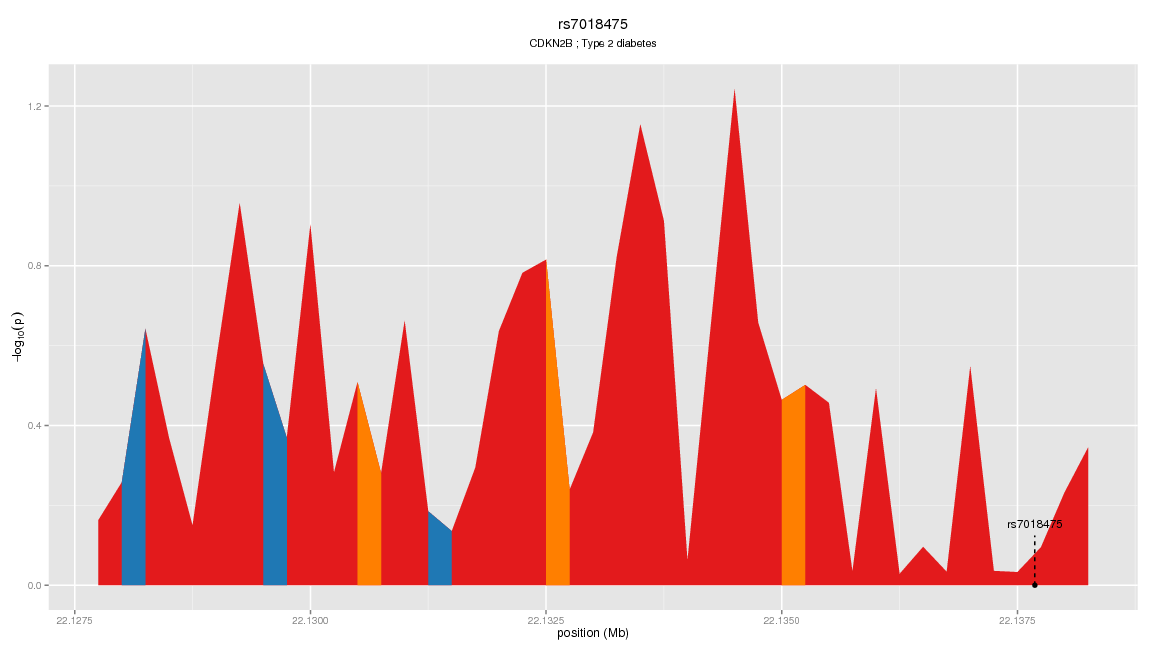 rs7018475
CDKN2B ; Type 2 diabetes
1.2
0.8
0.4
0.0
−log10(p)
rs7018475
22.1275 22.1300 22.1325 22.1350 22.1375
position (Mb)